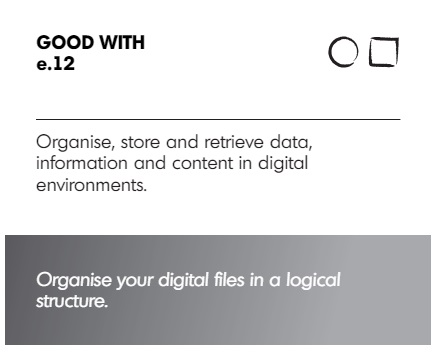 GOOD WITH
e.12
Organise, store and retrieve data,
information and content in digital
environments.
Organise your digital files in a logical
structure.